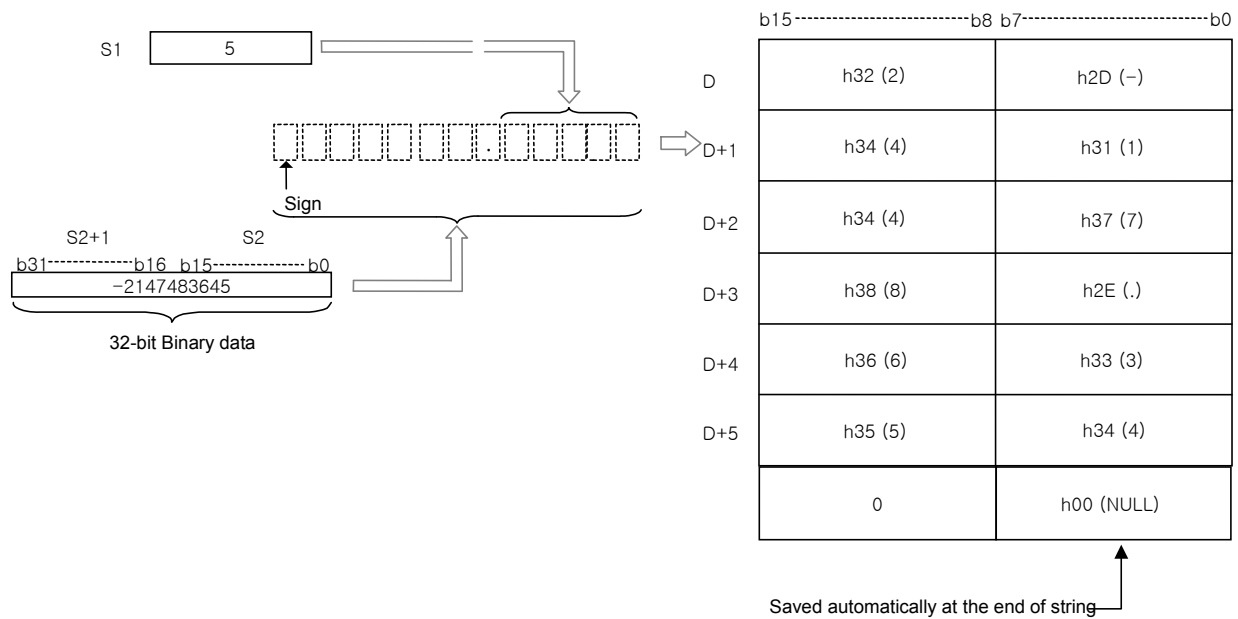 S1
5
.
Sign
S2+1
S2
b31
b16
b15
b0
-2147483645
32-bit Binary data
b15
b8
b7
b0
D
h32 (2)
h2D (-)
D+1
h34 (4)
h31 (1)
D+2
h34 (4)
h37 (7)
D+3
h38 (8)
h2E (.)
D+4
h36 (6)
h33 (3)
D+5
h35 (5)
h34 (4)
0
h00 (NULL)
Saved automatically at the end of string